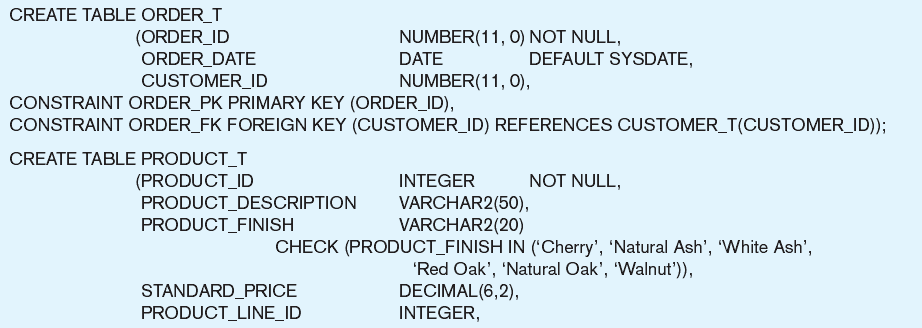 CREATE TABLE ORDER_T
(ORDER_ID NUMBER(11, 0) NOT NULL,
ORDER_DATE DATE DEFAULT SYSDATE,
CUSTOMER_ID NUMBER(11, 0),
CONSTRAINT ORDER_PK PRIMARY KEY (ORDER_ID),
CONSTRAINT ORDER_FK FOREIGN KEY (CUSTOMER_ID) REFERENCES CUSTOMER_T(CUSTOMER_ID));
CREATE TABLE PRODUCT_T
(PRODUCT_ID INTEGER NOT NULL,
PRODUCT_DESCRIPTION VARCHAR2(50),
PRODUCT_FINISH VARCHAR2(20)
CHECK (PRODUCT_FINISH IN (‘Cherry’, ‘Natural Ash’, ‘White Ash’,
‘Red Oak’, ‘Natural Oak’, ‘Walnut’)),
STANDARD_PRICE DECIMAL(6,2),
PRODUCT_LINE_ID INTEGER,